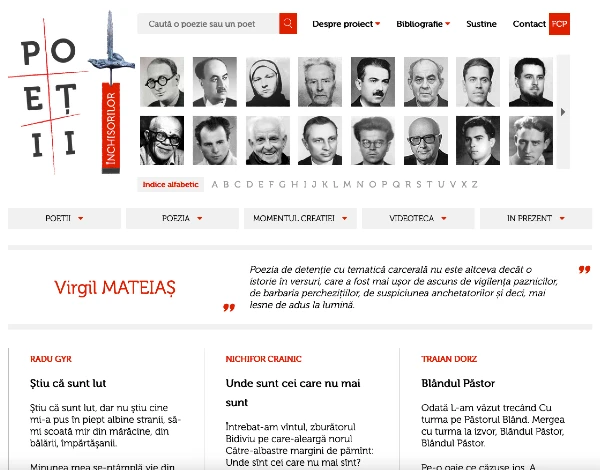 PO
EȚ
II
ÎNCHISORILOR
Caută o poezie sau un poet
Despre proiect
Bibliografie
Sustine
Contact
FCP
Indice alfabetic
A B C D E F G H I J K L M N O P Q R S T U V X Z
POETII
POEZIA
MOMENTUL CREATIEI
VIDEOTECA
IN PREZENT
Virgil MATEIAȘ
Poezia de detenție cu tematică carcerală nu este altceva decât o
istorie în versuri, care a fost mai ușor de ascuns de vigilența paznicilor,
de barbaria perchezițiilor, de suspiciunea anchetatorilor și deci, mai
lesne de adus la lumină.
RADU GYR
Știu că sunt lut
Știu că sunt lut, dar nu știu cine
mi-a pus în piept albine stranii, să-
mi scoată mir din mărăcine, din
bălării, împărtășanii.
Minunea mea se-ntâmplă vie din
NICHIFOR CRAINIC
Unde sunt cei care nu mai
sunt
Întrebat-am vîntul, zburătorul
Bidiviu pe care-aleargă norul
Către-albastre margini de pămînt:
Unde sînt cei care nu mai sînt?
TRAIAN DORZ
Blândul Păstor
Odată L-am văzut trecând Cu
turma pe Păstorul Blând. Mergea
cu turma la izvor, Blândul Păstor,
Blândul Păstor.
Pe-o oaie ce căzuse jos, A